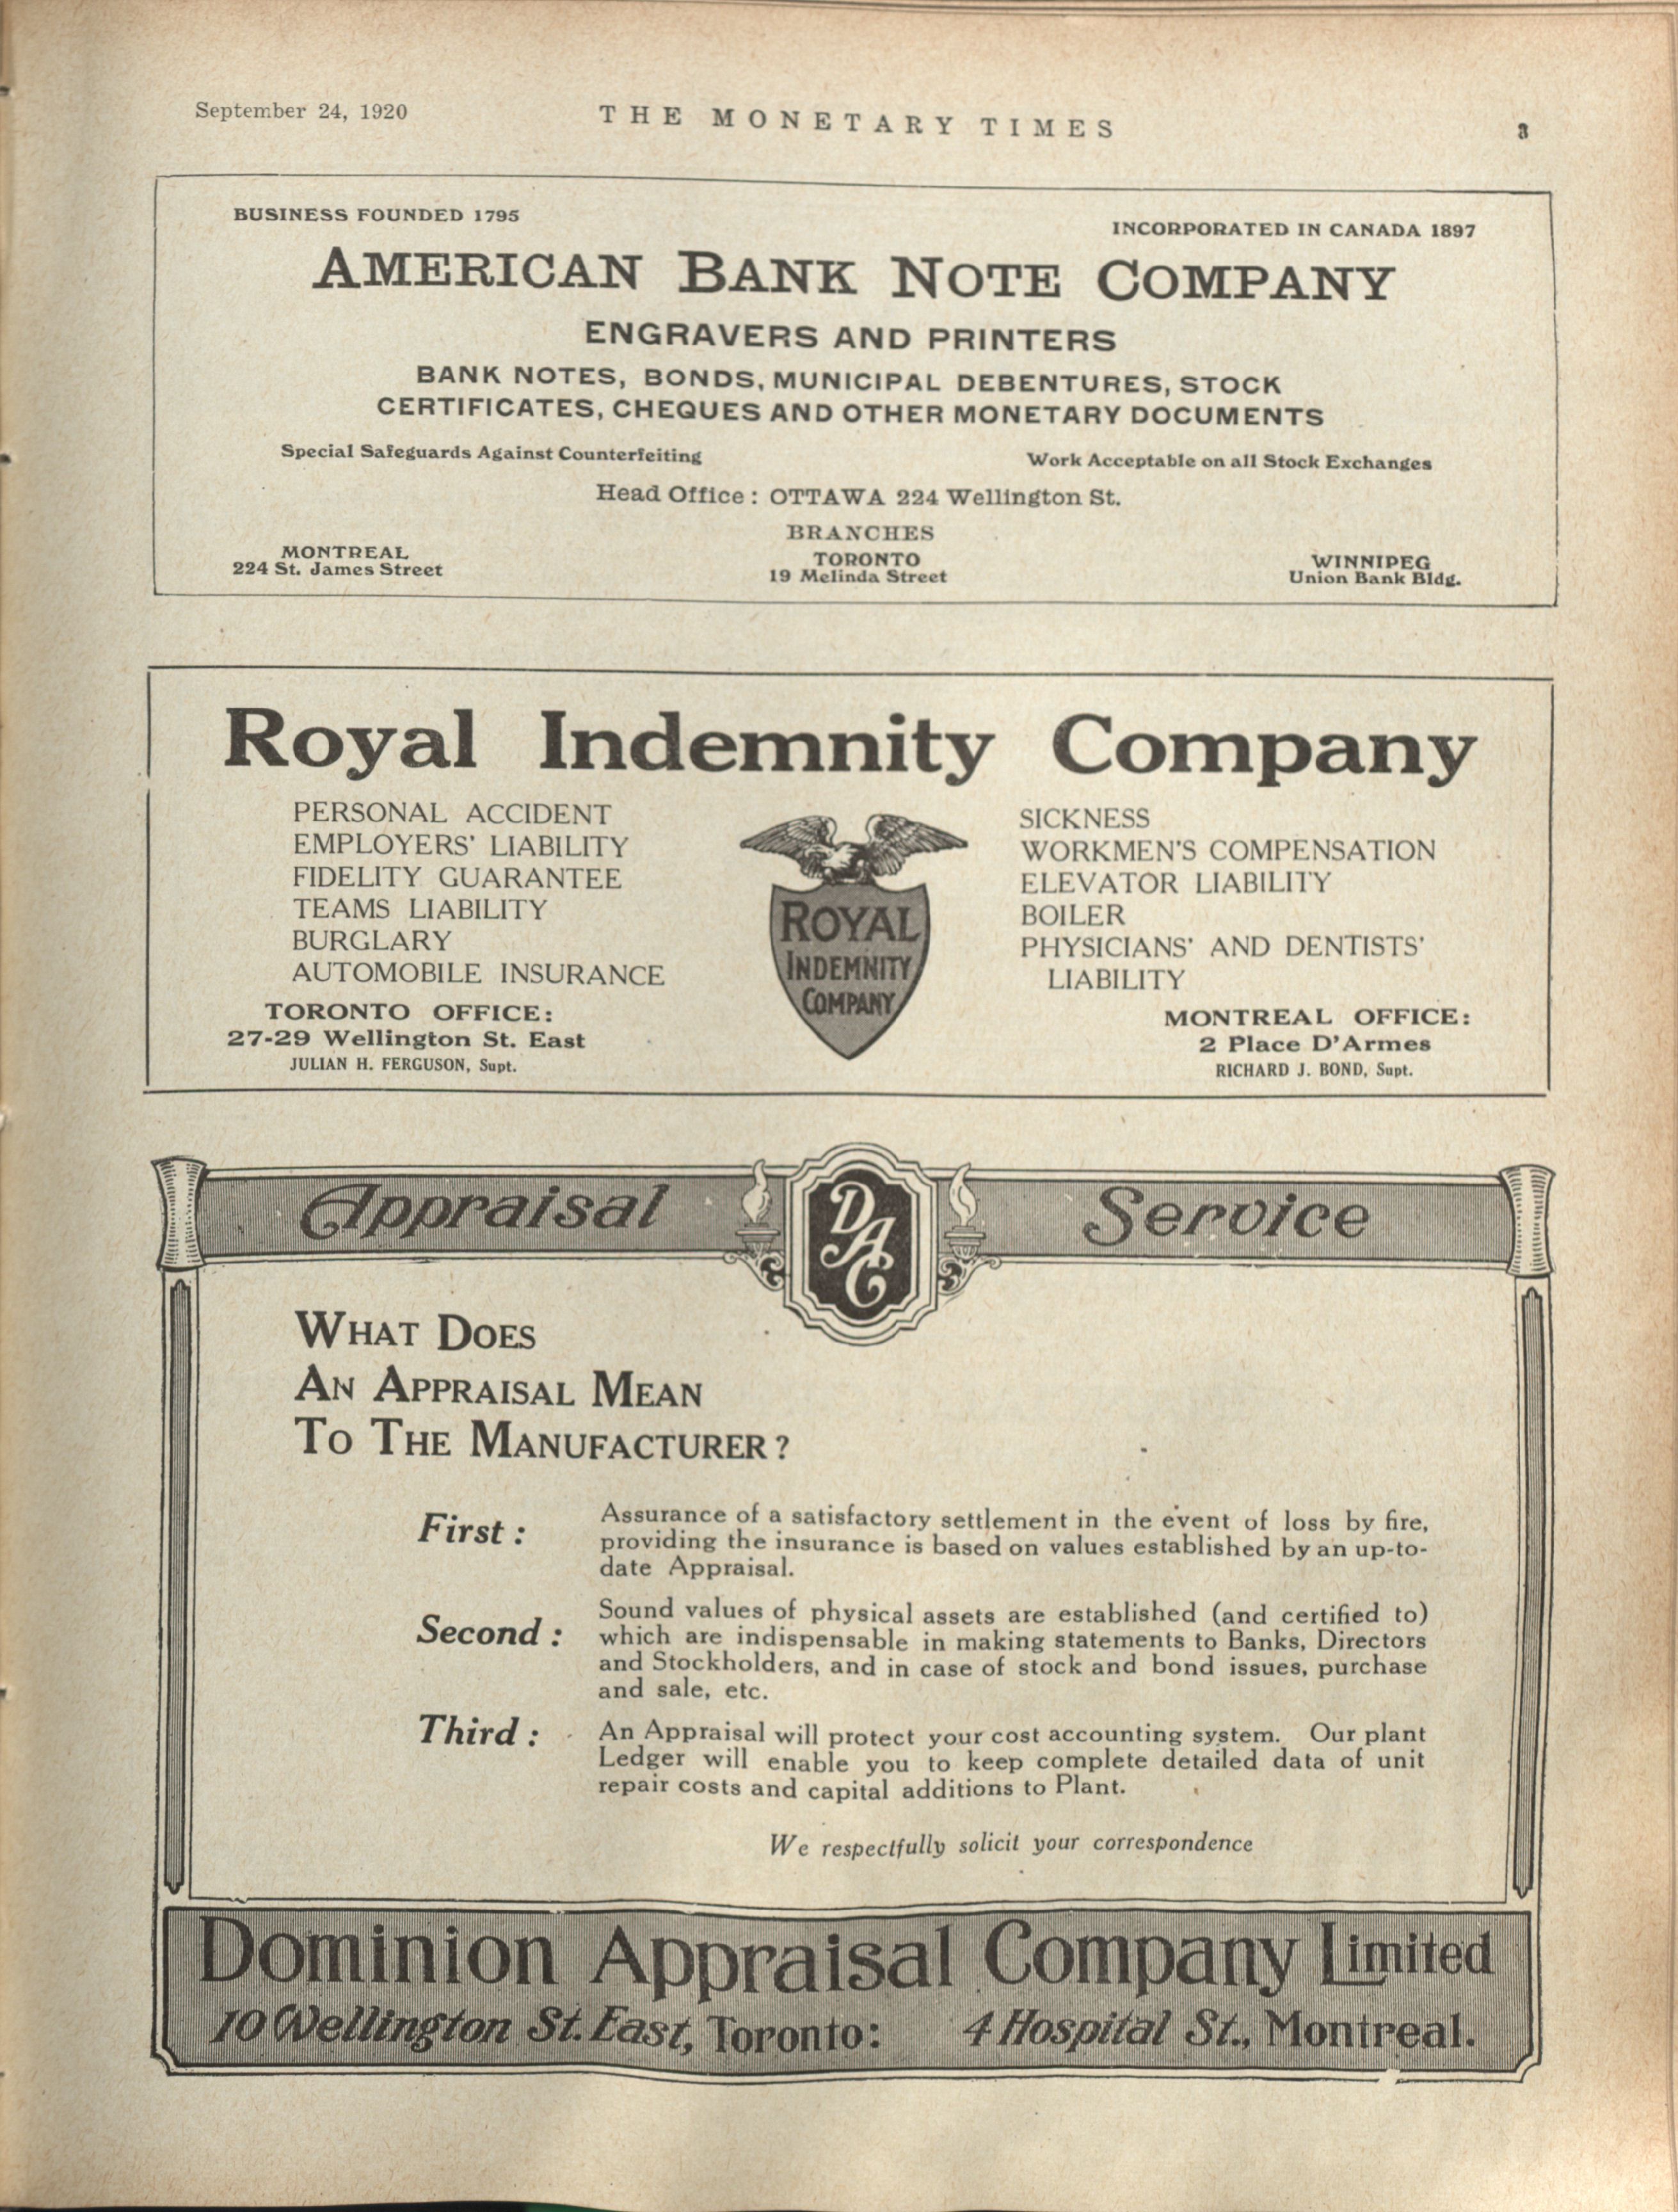 September 24, 1920
THE MONETARY TIMES
3
BUSINESS FOUNDED 1795
INCORPORATED IN CANADA 1897
AMERICAN BANK NOTE COMPANY
ENGRAVERS AND PRINTERS
BANK NOTES, BONDS, MUNICIPAL DEBENTURES, STOCK
CERTIFICATES, CHEQUES AND OTHER MONETARY DOCUMENTS
Special Safeguards Against Counterfeiting
Work Acceptable on all Stock Exchanges
Head Office: OTTAWA 224 Wellington St.
BRANCHES
MONTREAL
224 St. James Street
TORONTO
19 Melinda Street
WINNIPEG
Union Bank Bldg.
Royal Indemnity Company
PERSONAL ACCIDENT
EMPLOYERS' LIABILITY
FIDELITY GUARANTEE
TEAMS LIABILITY
BURGLARY
AUTOMOBILE INSURANCE
TORONTO OFFICE:
27-29 Wellington St. East
JULIAN H. FERGUSON, Supt.
ROYAL
INDEMNITY
COMPANY
SICKNESS
WORKMEN'S COMPENSATION
ELEVATOR LIABILITY
BOILER
PHYSICIANS' AND DENTISTS'
LIABILITY
MONTREAL OFFICE:
2 Place D'Armes
RICHARD J. BOND, Supt.
Appraisal
DAC
Service
WHAT DOES
AN APPRAISAL MEAN
TO THE MANUFACTURER?
First:
Assurance of a satisfactory settlement in the event of loss by fire,
providing the insurance is based on values established by an up-to-
date Appraisal.
Second:
Sound values of physical assets are established (and certified to)
which are indispensable in making statements to Banks, Directors
and Stockholders, and in case of stock and bond issues, purchase
and sale, etc.
Third:
An Appraisal will protect your cost accounting system. Our plant
Ledger will enable you to keep complete detailed data of unit
repair costs and capital additions to Plant.
We respectfully solicit your correspondence
Dominion Appraisal Company Limited
10 Wellington St. East, Toronto: 4 Hospital St., Montreal.